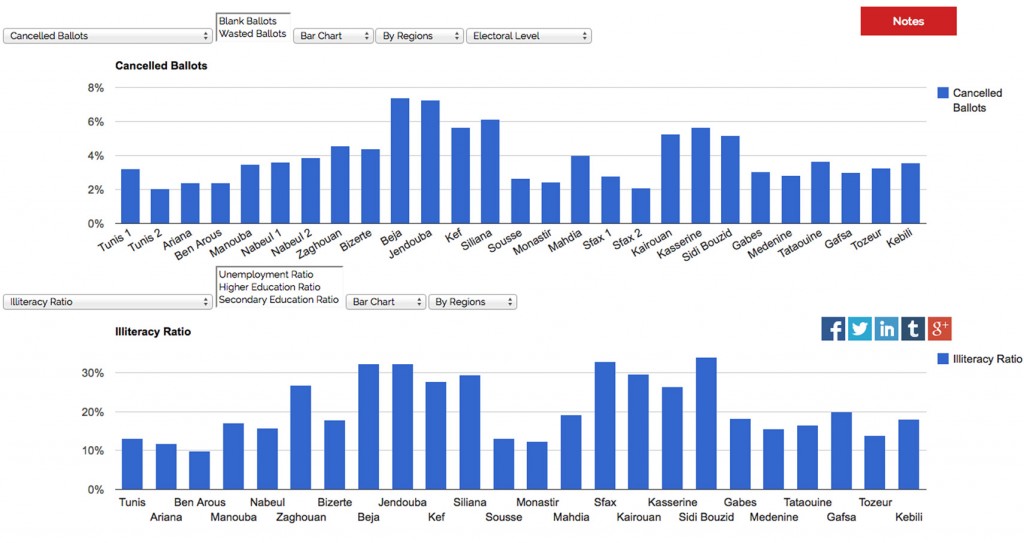 Blank Ballots
Wasted Ballots
Cancelled Ballots
Bar Chart
By Regions
Electoral Level
Notes
Cancelled Ballots
8%
6%
4%
2%
0%
Cancelled
Ballots
Tunis 1
Tunis 2
Ariana
Ben Arous
Manouba
Nabeul 1
Nabeul 2
Zaghouan
Bizerte
Beja
Jendouba
Kef
Siliana
Sousse
Monastir
Mahdia
Sfax 1
Sfax 2
Kairouan
Kasserine
Sidi Bouzid
Gabes
Medenine
Tataouine
Gafsa
Tozeur
Kebili
Unemployment Ratio
Higher Education Ratio
Secondary Education Ratio
Illiteracy Ratio
Bar Chart
By Regions
Illiteracy Ratio
f
in
t
g+
Illiteracy Ratio
30%
20%
10%
0%
Tunis Ben Arous Nabeul Bizerte Jendouba Siliana Monastir Sfax Kasserine Gabes Tataouine Tozeur
Ariana Manouba Zaghouan Beja Kef Sousse Mahdia Kairouan Sidi Bouzid Medenine Gafsa Kebili